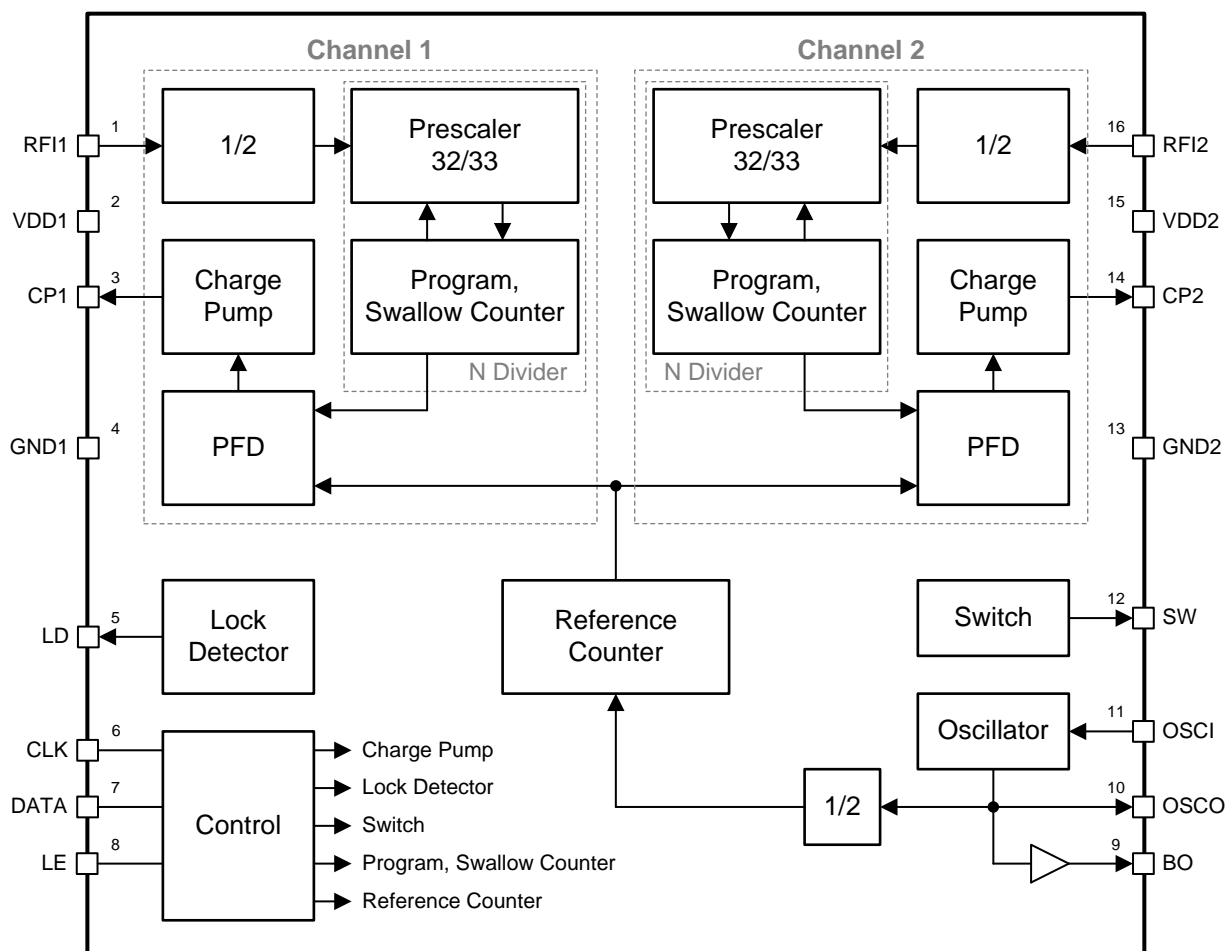 Channel 1
Channel 2
RFI1
1
1/2
Prescaler
32/33
Prescaler
32/33
1/2
16
RFI2
VDD1
2
15
VDD2
CP1
3
Charge
Pump
Program,
Swallow Counter
Program,
Swallow Counter
Charge
Pump
14
CP2
N Divider
N Divider
GND1
4
PFD
PFD
13
GND2
LD
5
Lock
Detector
Reference
Counter
Switch
12
SW
CLK
6
DATA
7
LE
8
Control
Charge Pump
Lock Detector
Switch
Program, Swallow Counter
Reference Counter
Oscillator
11
OSCI
1/2
10
OSCO
9
BO